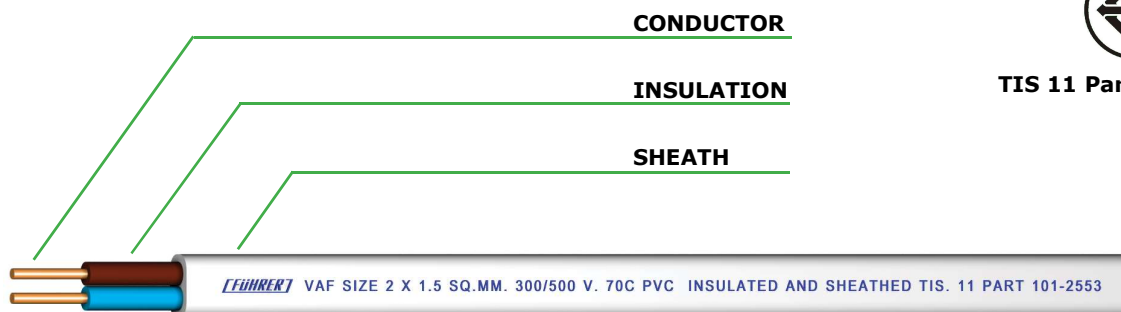 CONDUCTOR
INSULATION
TIS 11 Par
SHEATH
[FüHRER] VAF SIZE 2 X 1.5 SQ.MM. 300/500 V. 70C PVC INSULATED AND SHEATHED TIS. 11 PART 101-2553